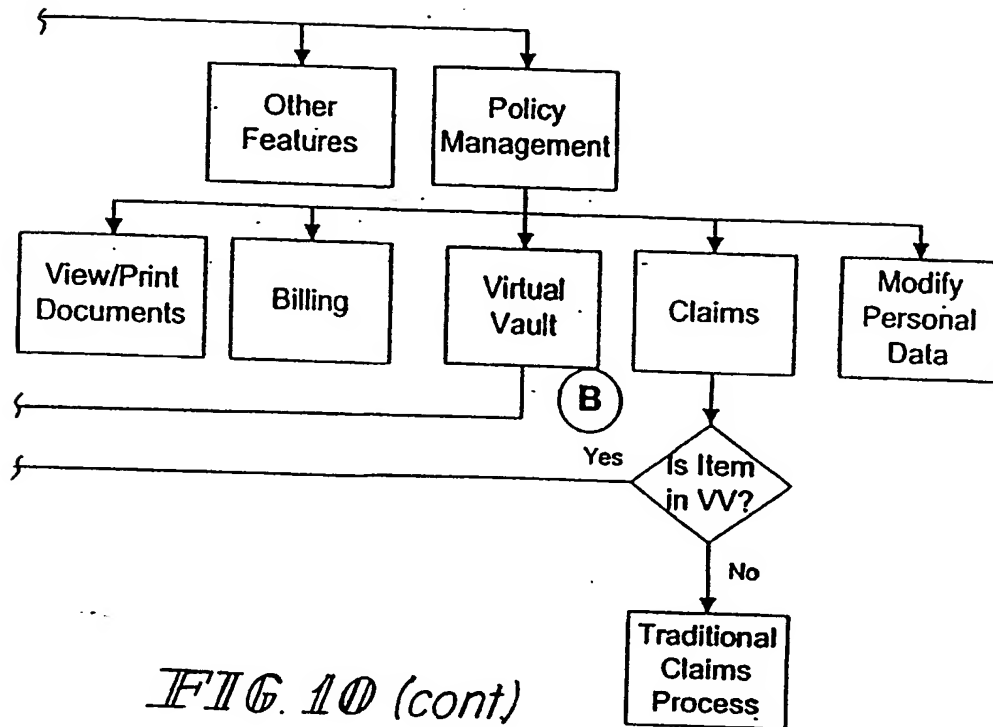 Other
Features
Policy
Management
View/Print
Documents
Billing
Virtual
Vault
Claims
Modify
Personal
Data
B
Yes
Is Item
in VV?
No
Traditional
Claims
Process
FIG. 10 (cont)